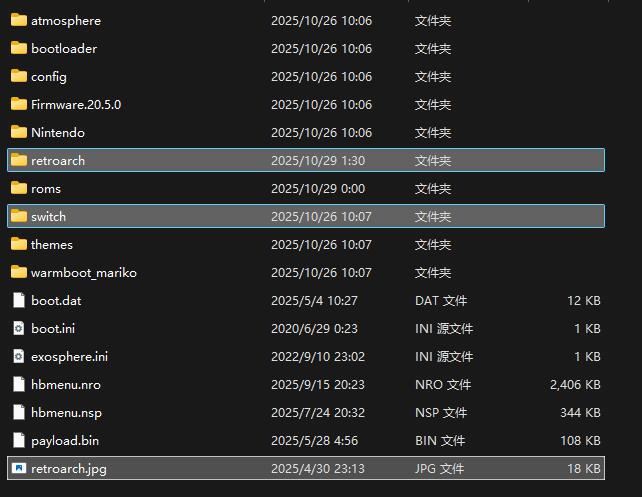 atmosphere 2025/10/26 10:06 文件夹
bootloader 2025/10/26 10:06 文件夹
config 2025/10/26 10:06 文件夹
Firmware.20.5.0 2025/10/26 10:06 文件夹
Nintendo 2025/10/26 10:06 文件夹
retroarch 2025/10/29 1:30 文件夹
roms 2025/10/29 0:00 文件夹
switch 2025/10/26 10:07 文件夹
themes 2025/10/26 10:07 文件夹
warmboot_mariko 2025/10/26 10:07 文件夹
boot.dat 2025/5/4 10:27 DAT 文件 12 KB
boot.ini 2020/6/29 0:23 INI 源文件 1 KB
exosphere.ini 2022/9/10 23:02 INI 源文件 1 KB
hbmenu.nro 2025/9/15 20:23 NRO 文件 2,406 KB
hbmenu.nsp 2025/7/24 20:32 NSP 文件 344 KB
payload.bin 2025/5/28 4:56 BIN 文件 108 KB
retroarch.jpg 2025/4/30 23:13 JPG 文件 18 KB